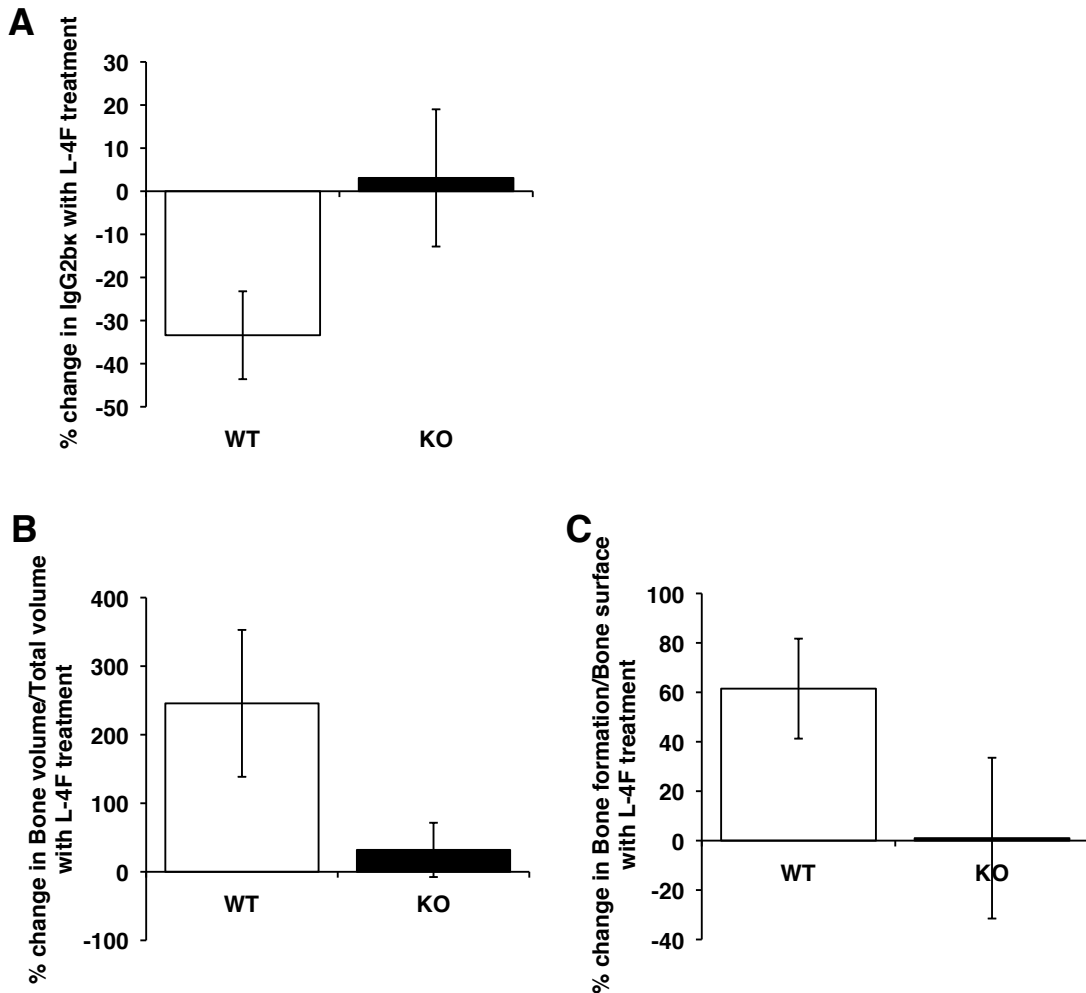 A
% change in IgG2bκ with L-4F treatment
30
20
10
0
-10
-20
-30
-40
-50
WT
KO
B
% change in Bone volume/Total volume
with L-4F treatment
400
300
200
100
0
-100
WT
KO
C
% change in Bone formation/Bone surface
with L-4F treatment
100
80
60
40
20
0
-20
-40
WT
KO